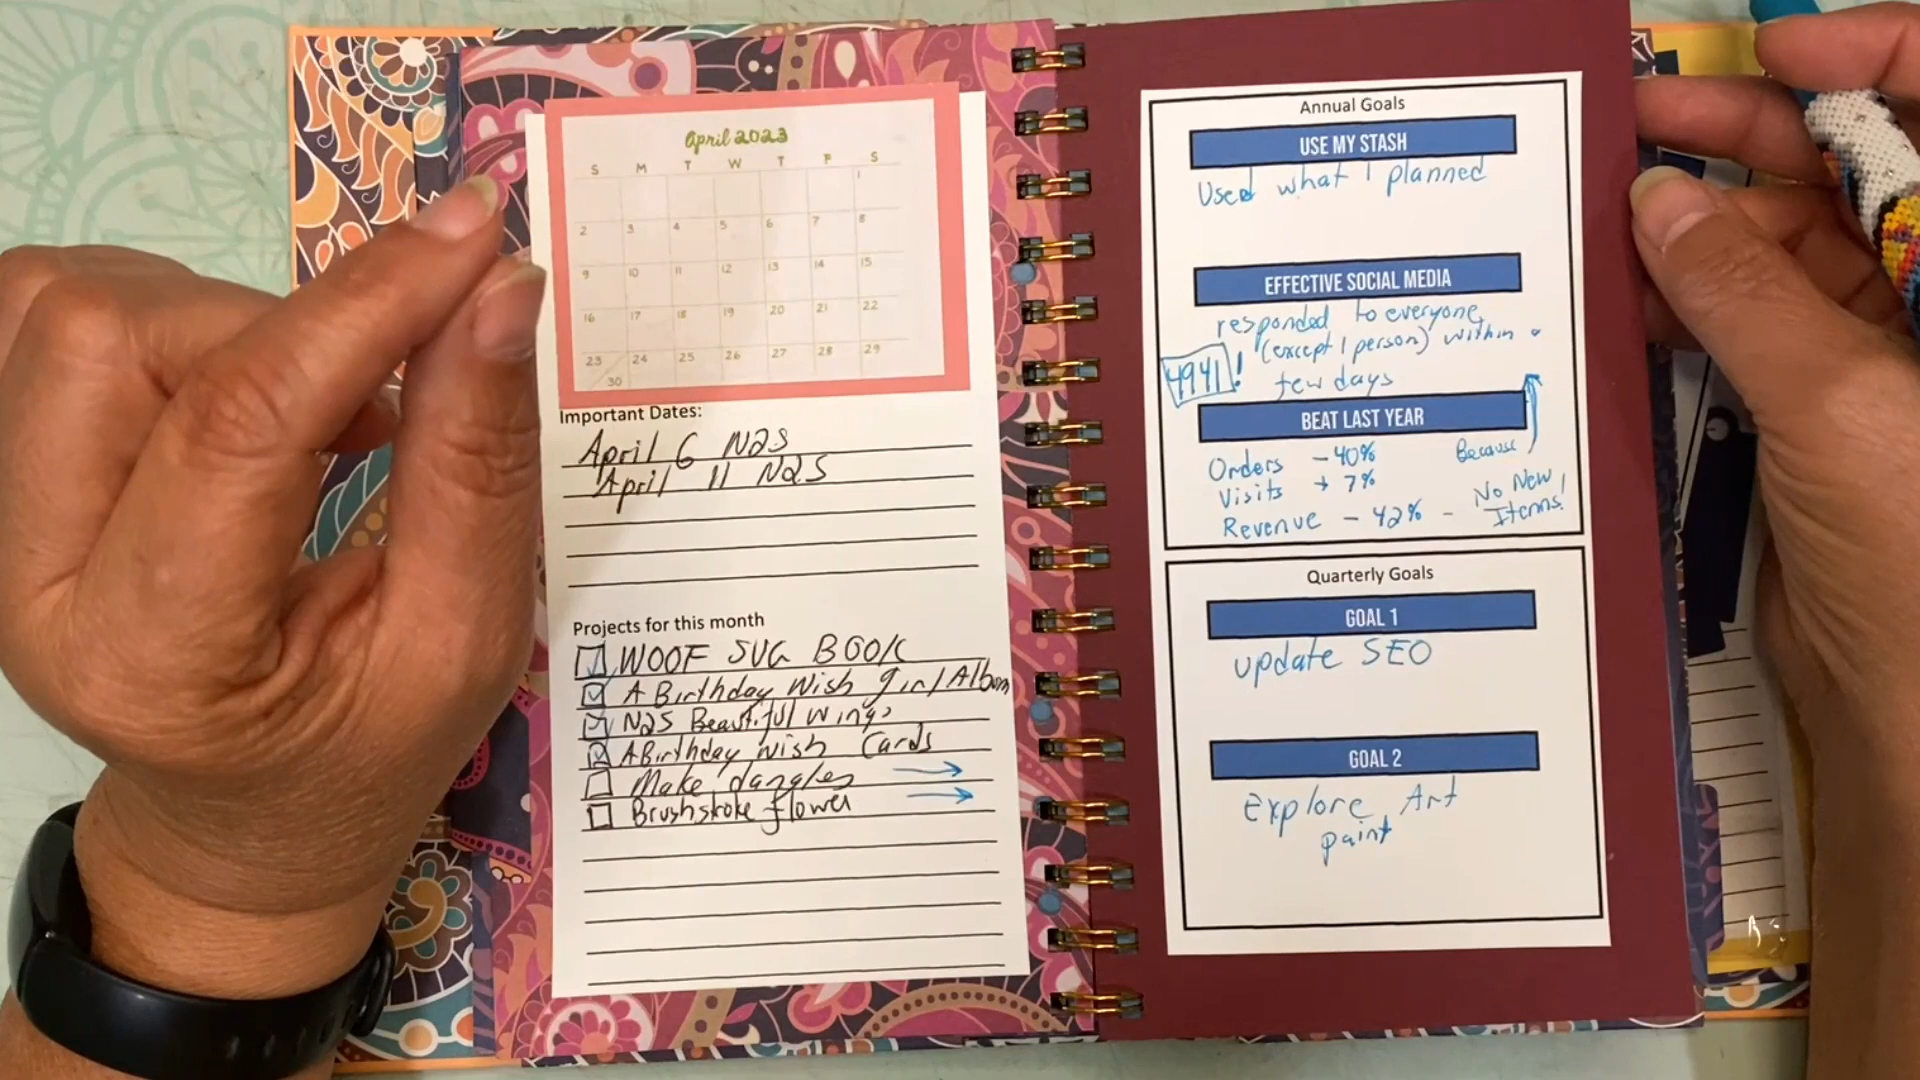 April 2023
S M T W T F S
1
2 3 4 5 6 7 8
9 10 11 12 13 14 15
16 17 18 19 20 21 22
23 24 25 26 27 28 29
30
Important Dates:
April 6 N2S
April 11 N2S
Projects for this month
WOOF SVG BOOK
A Birthday Wish girl Album
N2S Beautiful Wings
A Birthday Wish Cards
Make dangles
Brushstroke flower
Annual Goals
USE MY STASH
Used what I planned
EFFECTIVE SOCIAL MEDIA
responded to everyone
(except 1 person) within a
few days
4941!
BEAT LAST YEAR
Orders - 40%
Because
Visits + 7%
Revenue - 42% - No New
Items!
Quarterly Goals
GOAL 1
update SEO
GOAL 2
Explore Art
paint